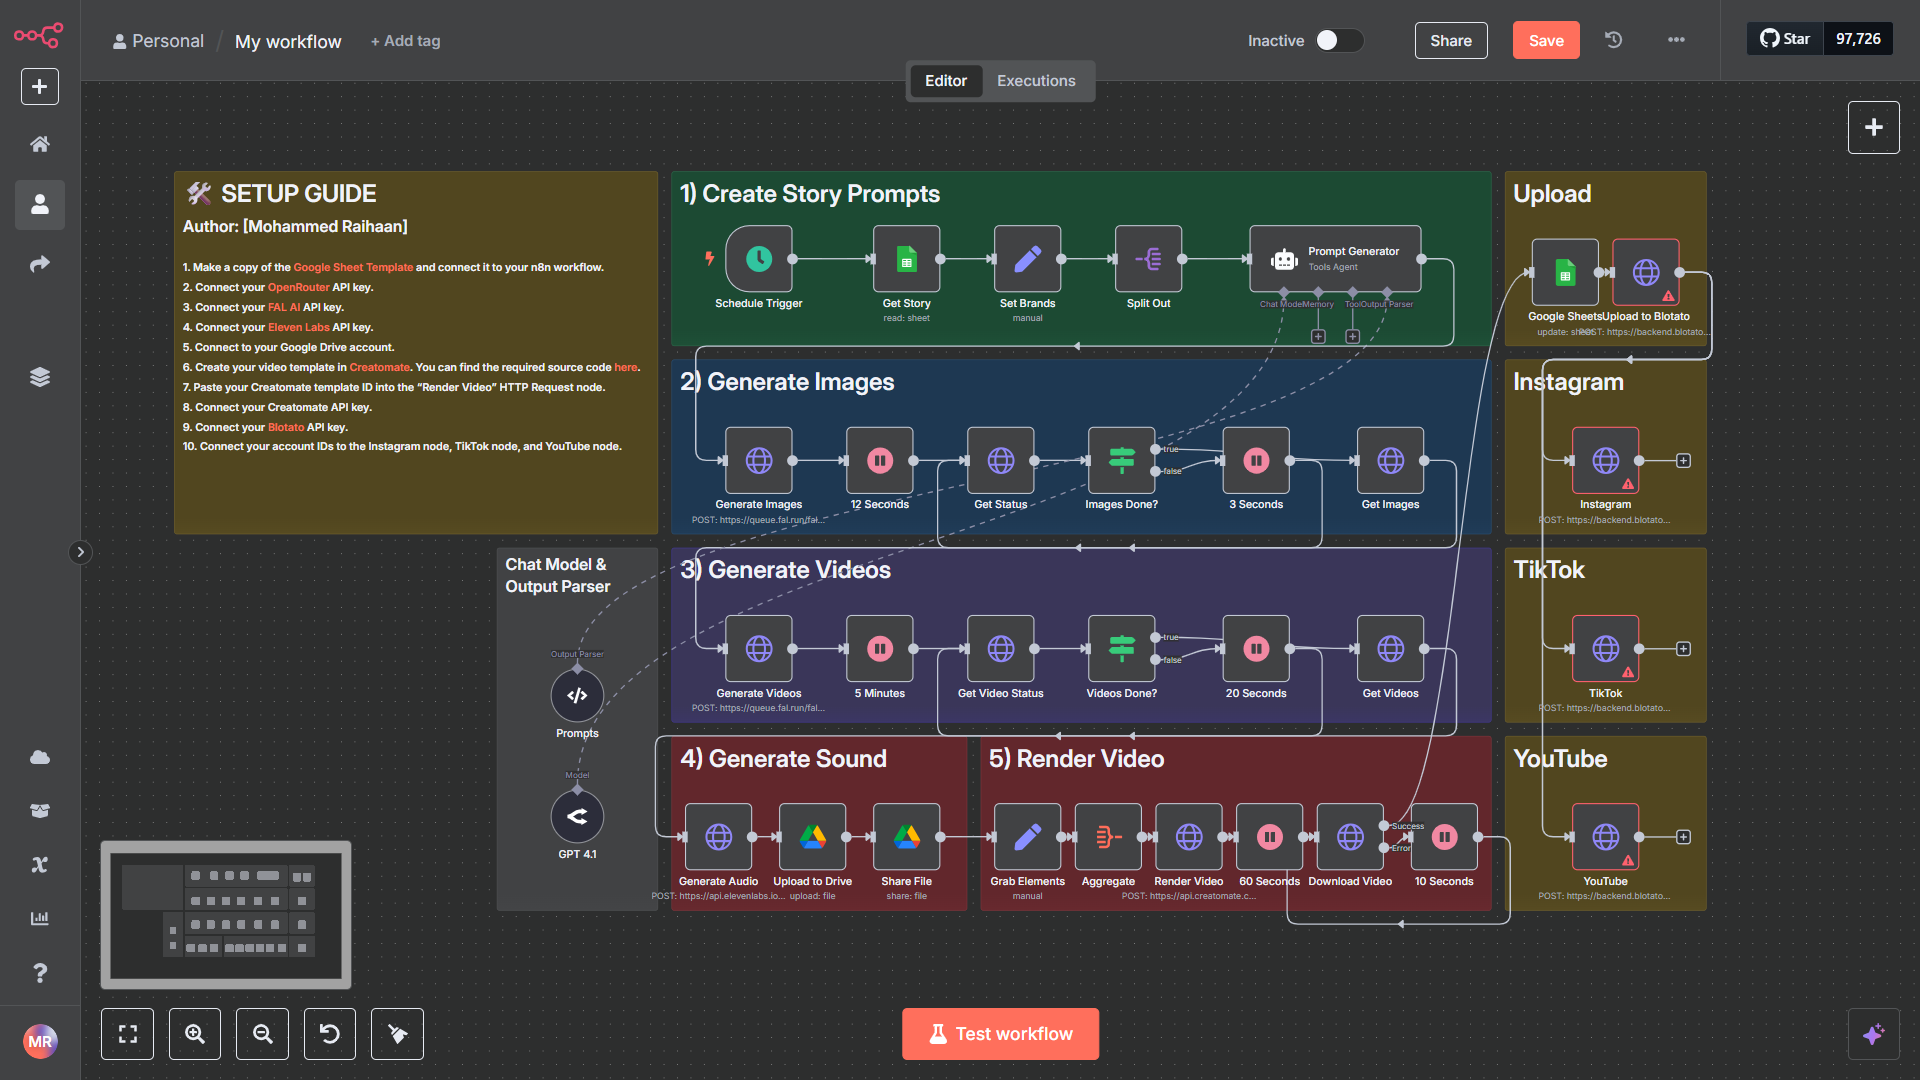 Personal / My workflow + Add tag
Inactive
Share
Save
Star 97,726
Editor Executions
🛠 SETUP GUIDE
Author: [Mohammed Raihaan]
1. Make a copy of the Google Sheet Template and connect it to your n8n workflow.
2. Connect your OpenRouter API key.
3. Connect your FAL AI API key.
4. Connect your Eleven Labs API key.
5. Connect to your Google Drive account.
6. Create your video template in Creatomate. You can find the required source code here.
7. Paste your Creatomate template ID into the "Render Video" HTTP Request node.
8. Connect your Creatomate API key.
9. Connect your Blotato API key.
10. Connect your account IDs to the Instagram node, TikTok node, and YouTube node.
1) Create Story Prompts
Schedule Trigger
Get Story
read: sheet
Set Brands
manual
Split Out
Prompt Generator
Tools Agent
Chat Model
Memory
Tool
Output Parser
Upload
Google Sheets
update: sheet
Upload to Blotato
POST: https://backend.blotato...
2) Generate Images
Generate Images
POST: https://queue.fal.run/fal...
12 Seconds
Get Status
Images Done?
true
false
3 Seconds
Get Images
Instagram
Instagram
POST: https://backend.blotato...
Chat Model &
Output Parser
Output Parser
Prompts
Model
GPT 4.1
3) Generate Videos
Generate Videos
POST: https://queue.fal.run/fal...
5 Minutes
Get Video Status
Videos Done?
true
false
20 Seconds
Get Videos
TikTok
TikTok
POST: https://backend.blotato...
4) Generate Sound
Generate Audio
POST: https://api.elevenlabs.io...
Upload to Drive
upload: file
Share File
share: file
5) Render Video
Grab Elements
manual
Aggregate
Render Video
POST: https://api.creatomate.c...
60 Seconds
Download Video
Success
Error
10 Seconds
YouTube
YouTube
POST: https://backend.blotato...
MR
Test workflow